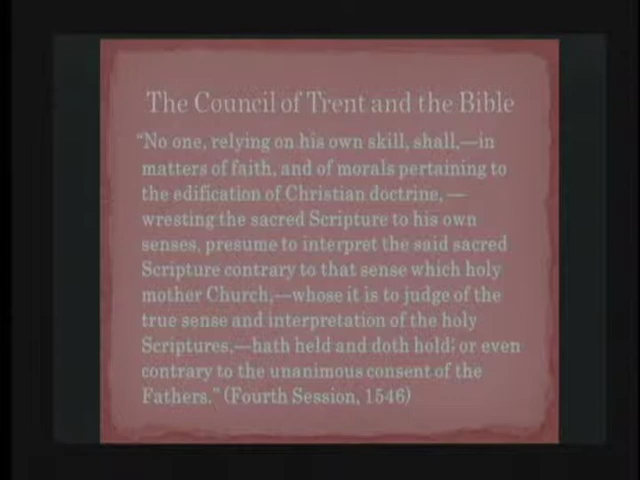 The Council of Trent and the Bible
“No one, relying on his own skill, shall,—in
matters of faith, and of morals pertaining to
the edification of Christian doctrine, —
wresting the sacred Scripture to his own
senses, presume to interpret the said sacred
Scripture contrary to that sense which holy
mother Church,—whose it is to judge of the
true sense and interpretation of the holy
Scriptures,—hath held and doth hold; or even
contrary to the unanimous consent of the
Fathers.” (Fourth Session, 1546)